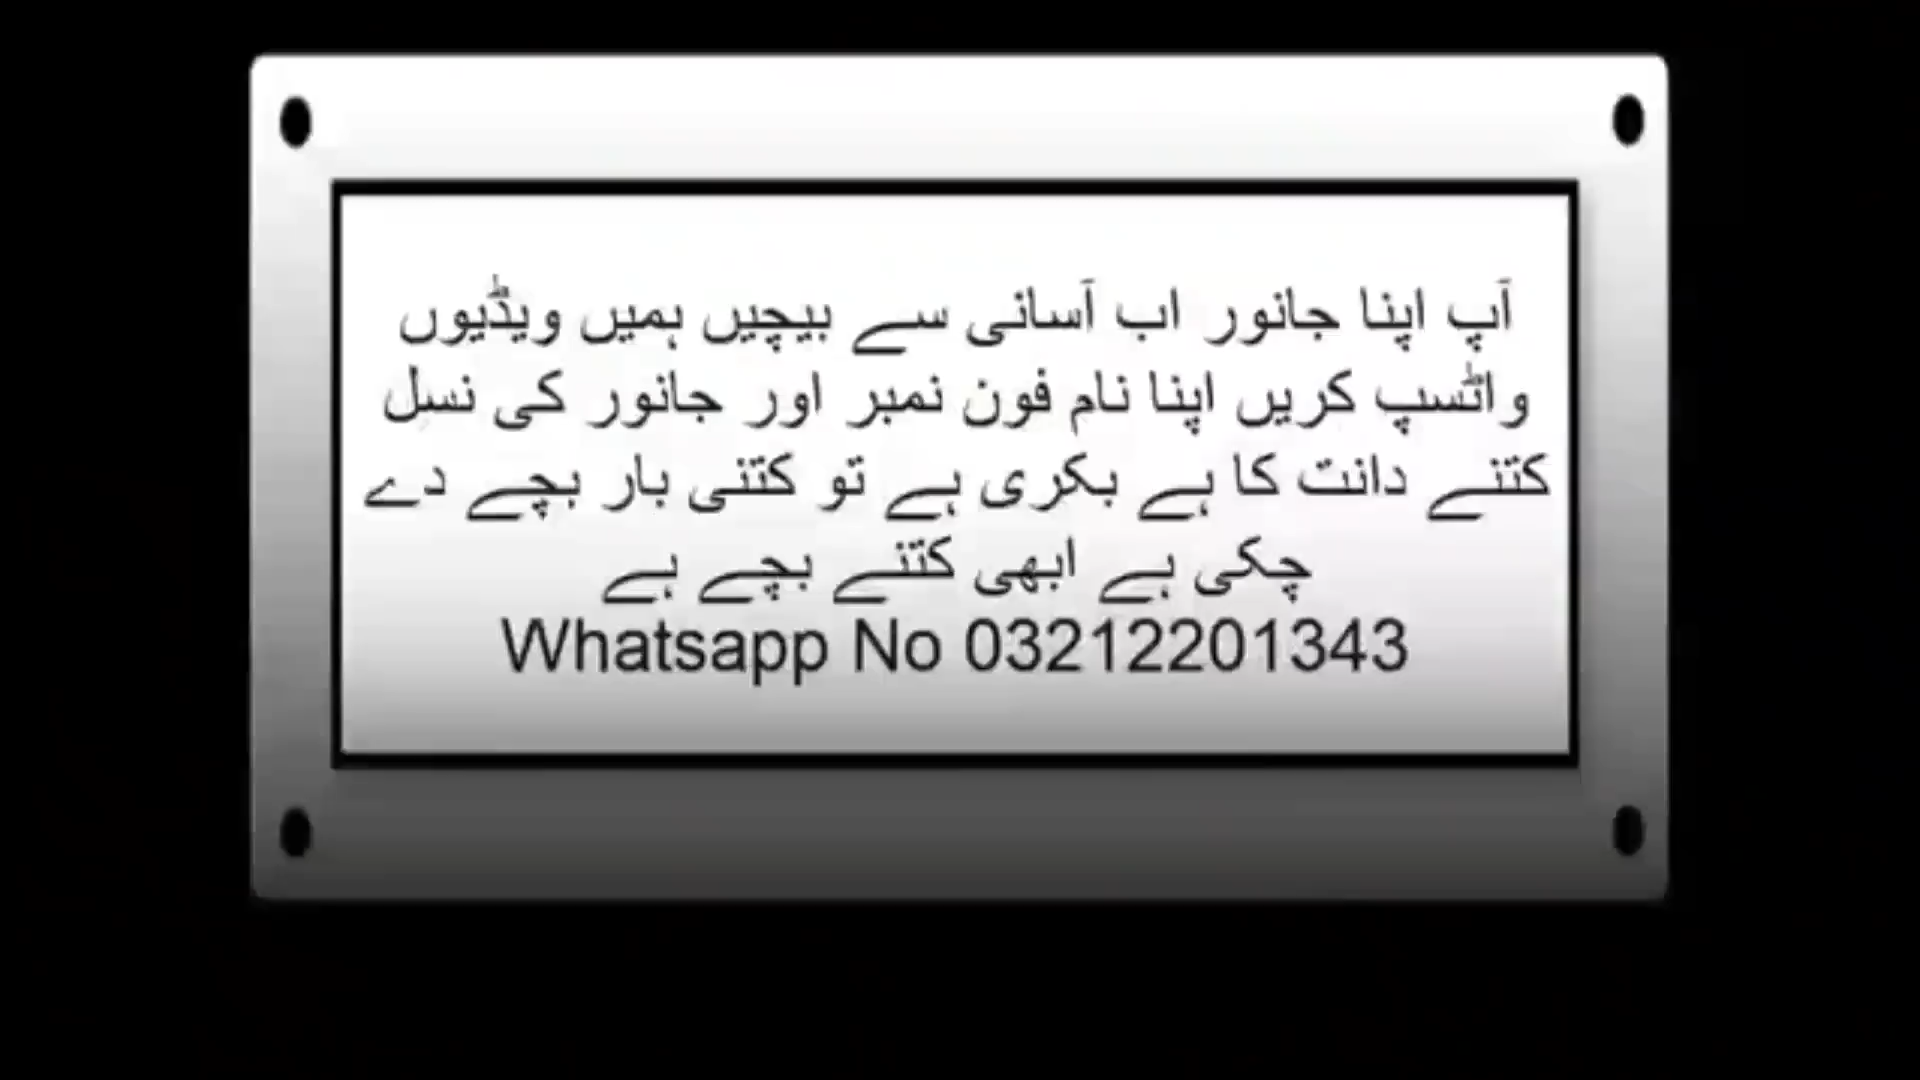 آپ اپنا جانور اب آسانی سے بیچیں ہمیں ویڈیوں
واٹسپ کریں اپنا نام فون نمبر اور جانور کی نسل
کتنے دانت کا ہے بکری ہے تو کتنی بار بچے دے
چکی ہے ابھی کتنے بچے ہے
Whatsapp No 03212201343